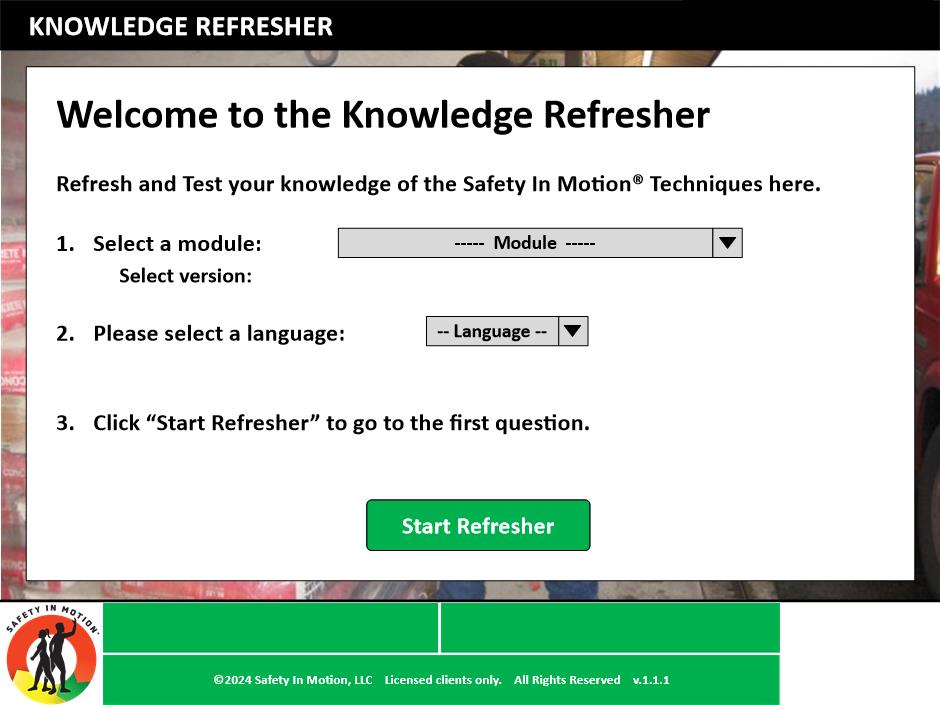 KNOWLEDGE REFRESHER
Welcome to the Knowledge Refresher
Refresh and Test your knowledge of the Safety In Motion® Techniques here.
1. Select a module: ----- Module -----
Select version:
2. Please select a language: -- Language --
3. Click “Start Refresher” to go to the first question.
Start Refresher
SAFETY IN MOTION
©2024 Safety In Motion, LLC Licensed clients only. All Rights Reserved v.1.1.1